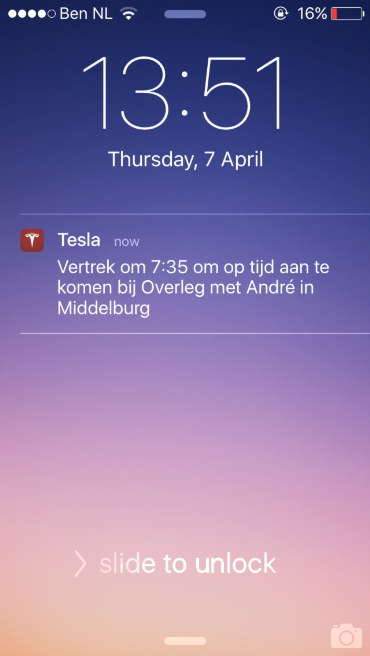 Ben NL 16%
13:51
Thursday, 7 April
Tesla now
Vertrek om 7:35 om op tijd aan te
komen bij Overleg met André in
Middelburg
slide to unlock